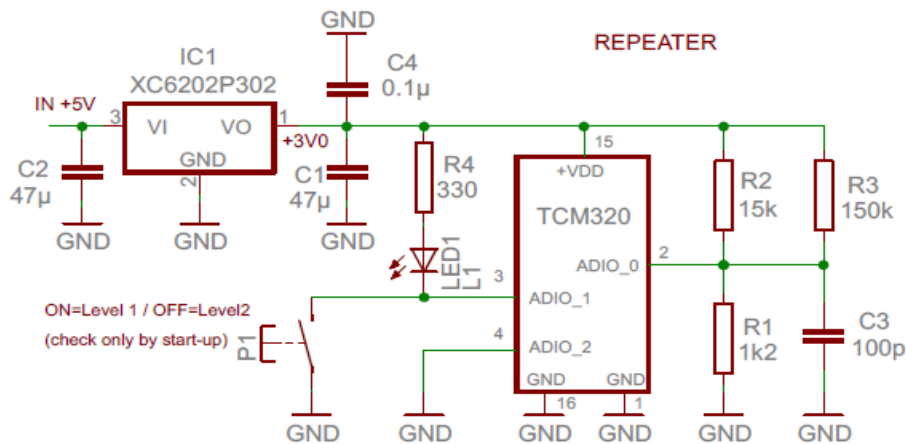 GND
REPEATER
IC1
XC6202P302
C4
0.1µ
IN +5V
3
VI
VO
1
+3V0
GND
2
C2
47µ
C1
47µ
R4
330
15
+VDD
TCM320
R2
15k
R3
150k
GND
GND
GND
LED1
L1
3
ADIO_1
ADIO_0
2
ON=Level 1 / OFF=Level2
(check only by start-up)
P1
4
ADIO_2
R1
1k2
C3
100p
GND
GND
16
1
GND
GND
GND
GND
GND
GND